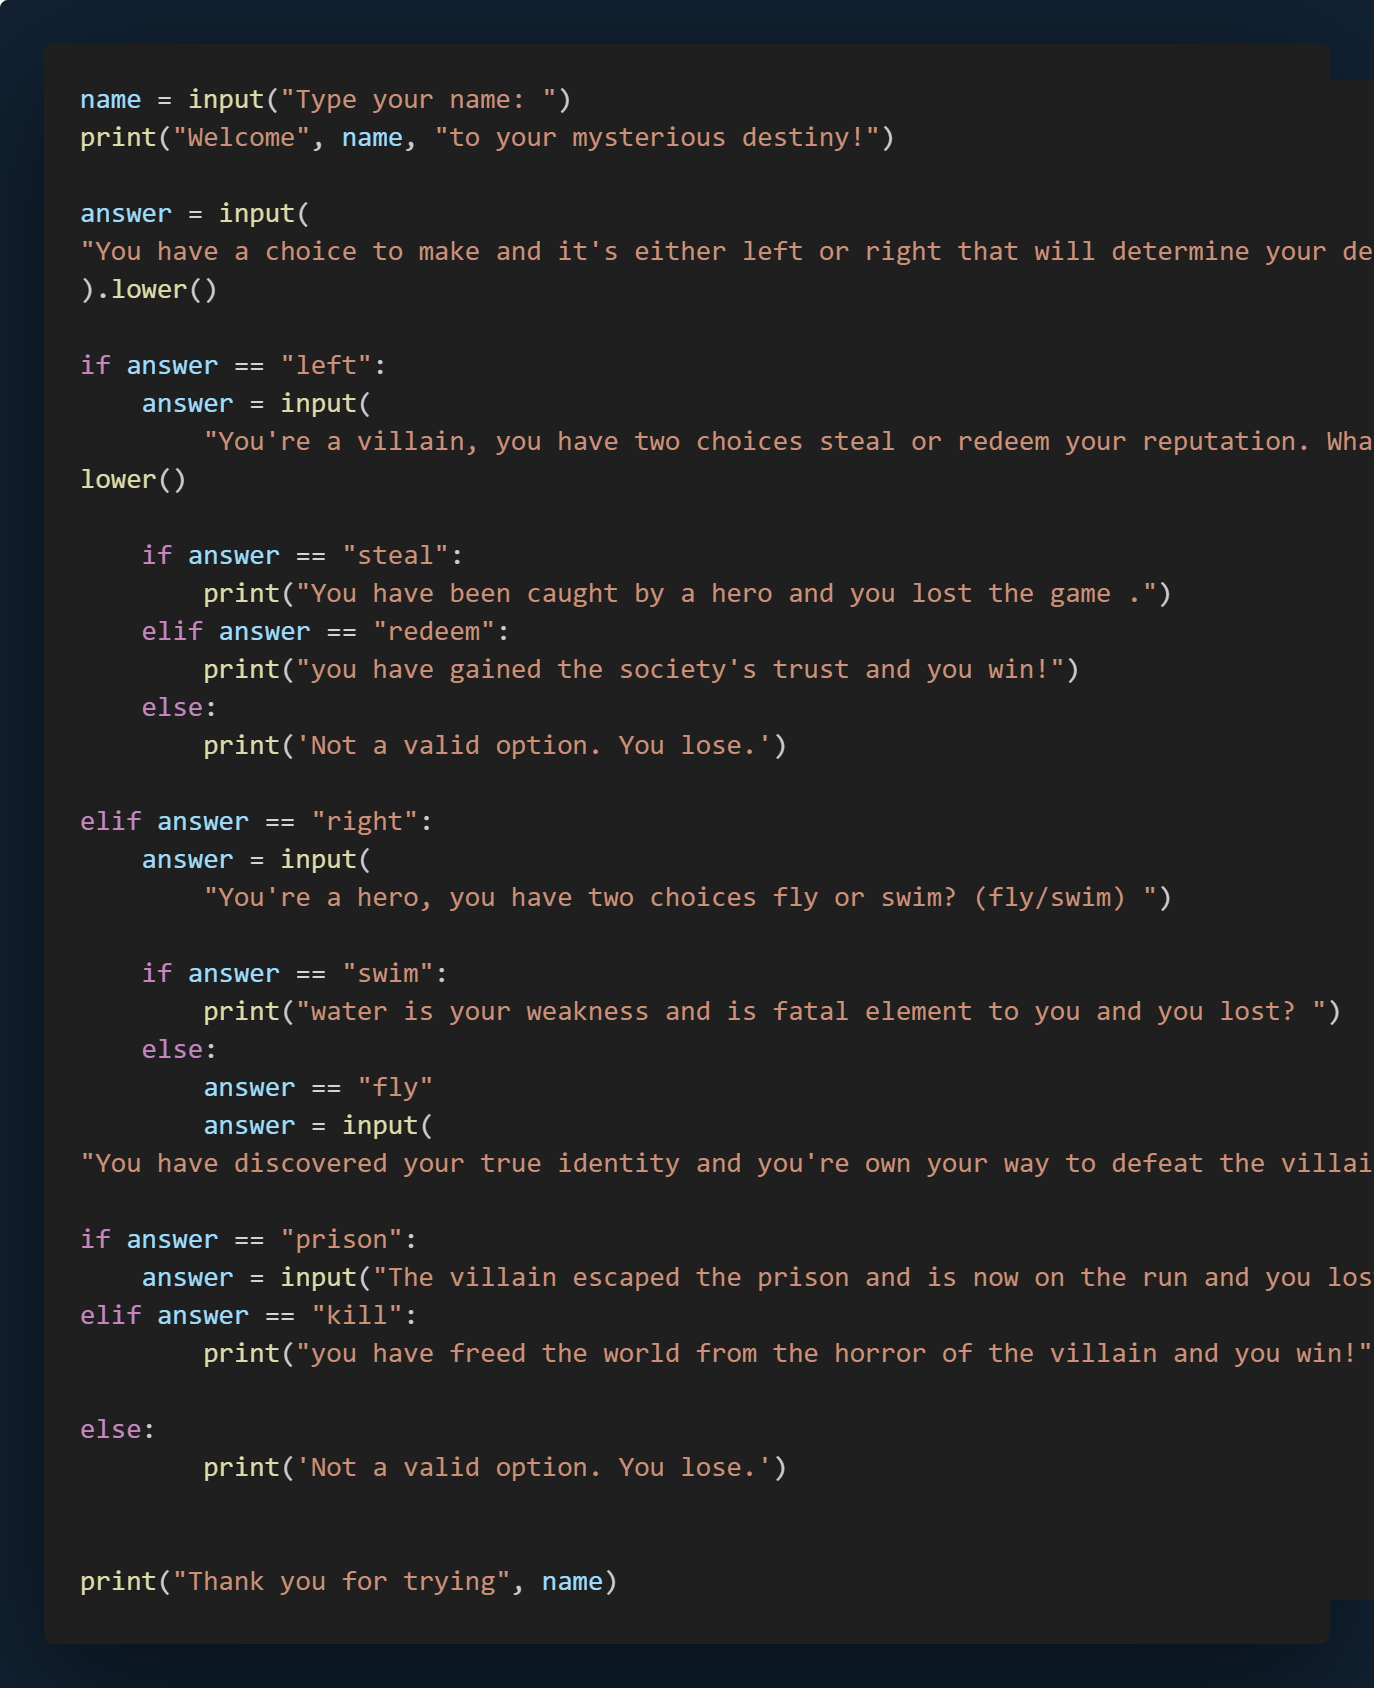 name = input("Type your name: ")
print("Welcome", name, "to your mysterious destiny!")

answer = input(
"You have a choice to make and it's either left or right that will determine your de
).lower()

if answer == "left":
    answer = input(
        "You're a villain, you have two choices steal or redeem your reputation. Wha
lower()

    if answer == "steal":
        print("You have been caught by a hero and you lost the game .")
    elif answer == "redeem":
        print("you have gained the society's trust and you win!")
    else:
        print('Not a valid option. You lose.')

elif answer == "right":
    answer = input(
        "You're a hero, you have two choices fly or swim? (fly/swim) ")

    if answer == "swim":
        print("water is your weakness and is fatal element to you and you lost? ")
    else:
        answer == "fly"
        answer = input(
"You have discovered your true identity and you're own your way to defeat the villai

if answer == "prison":
    answer = input("The villain escaped the prison and is now on the run and you los
elif answer == "kill":
        print("you have freed the world from the horror of the villain and you win!"

else:
        print('Not a valid option. You lose.')


print("Thank you for trying", name)